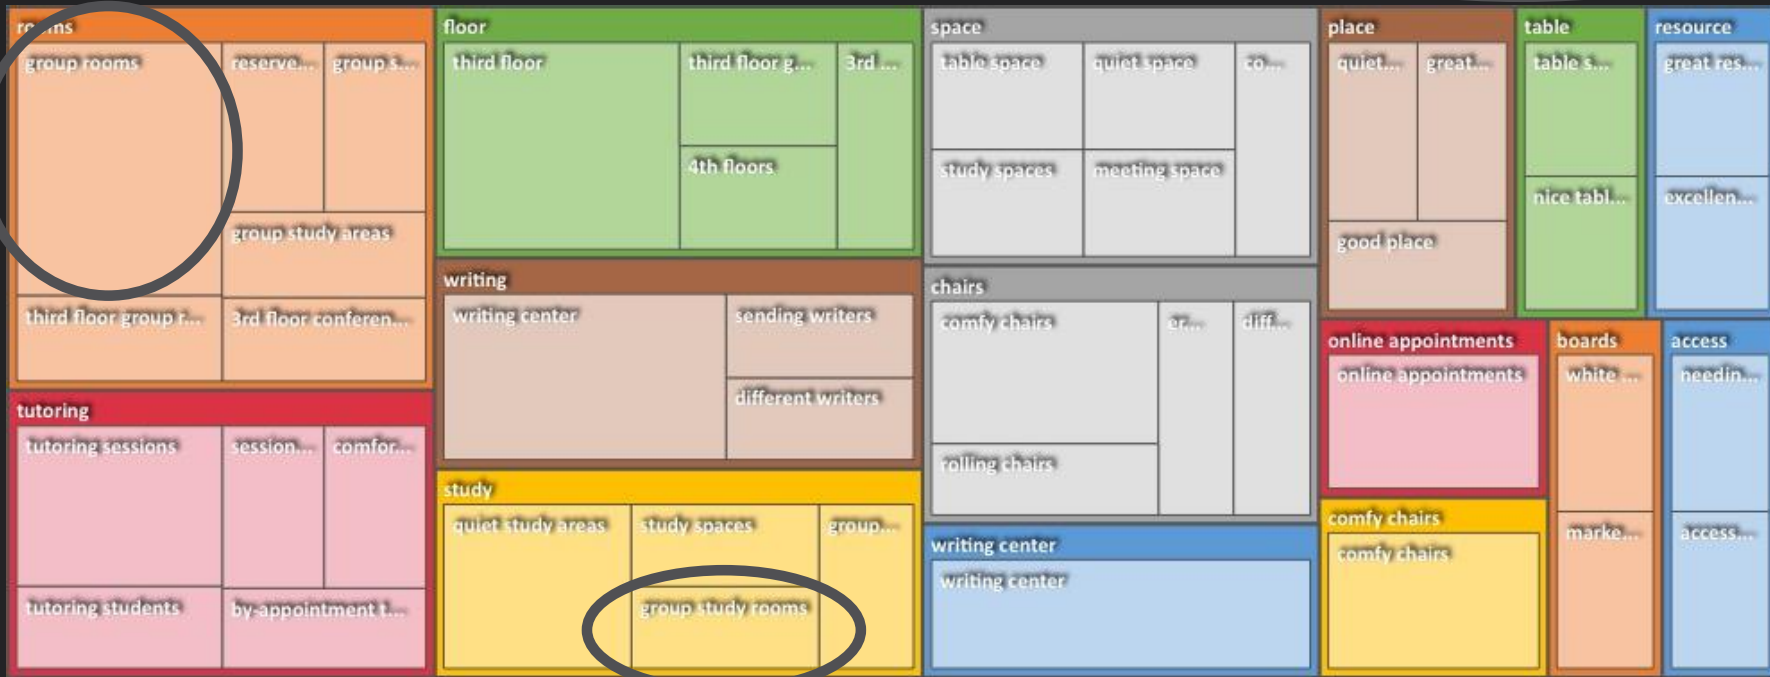 rooms
group rooms
reserve...
group s...
group study areas
third floor group r...
3rd floor conferen...
tutoring
tutoring sessions
session...
comfor...
tutoring students
by-appointment t...
floor
third floor
third floor g...
3rd ...
4th floors
writing
writing center
sending writers
different writers
study
quiet study areas
study spaces
group...
group study rooms
space
table space
quiet space
co...
study spaces
meeting space
chairs
comfy chairs
er...
diff...
rolling chairs
writing center
writing center
place
quiet...
great...
good place
table
table s...
nice tabl...
resource
great res...
excellen...
online appointments
online appointments
comfy chairs
comfy chairs
boards
white ...
marke...
access
needin...
access...